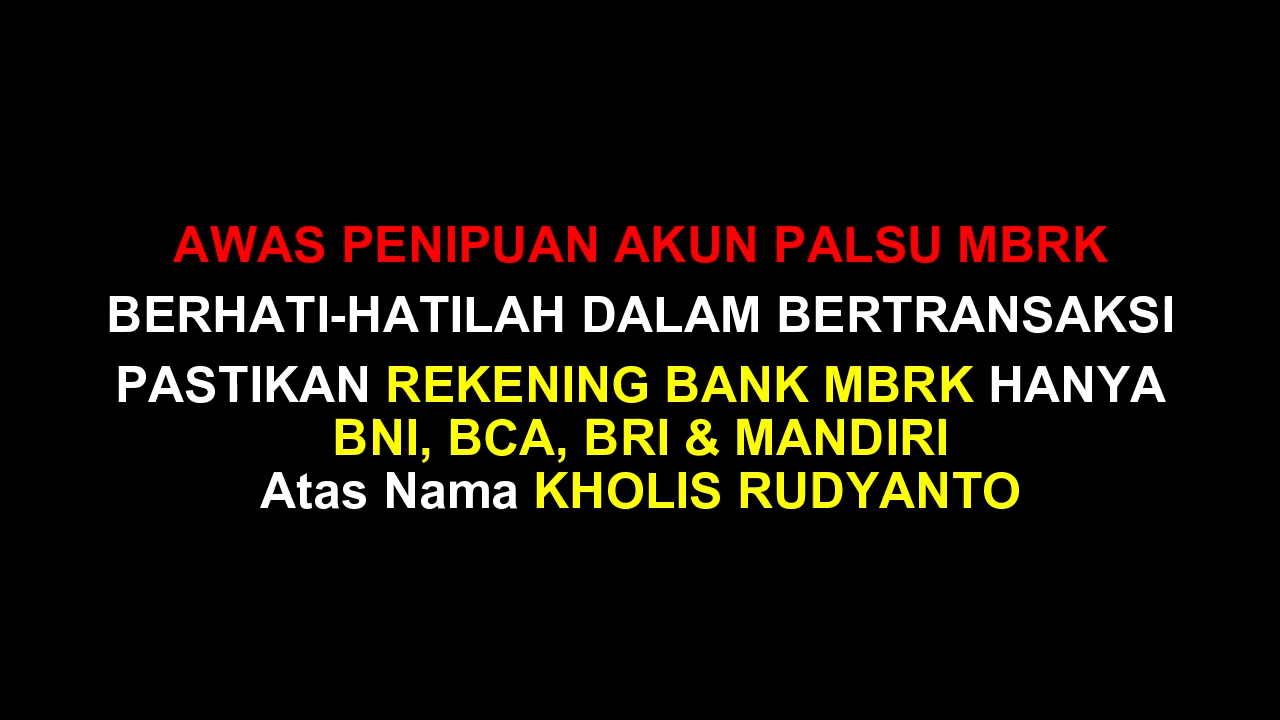 AWAS PENIPUAN AKUN PALSU MBRK
BERHATI-HATILAH DALAM BERTRANSAKSI
PASTIKAN REKENING BANK MBRK HANYA
BNI, BCA, BRI & MANDIRI
Atas Nama KHOLIS RUDYANTO